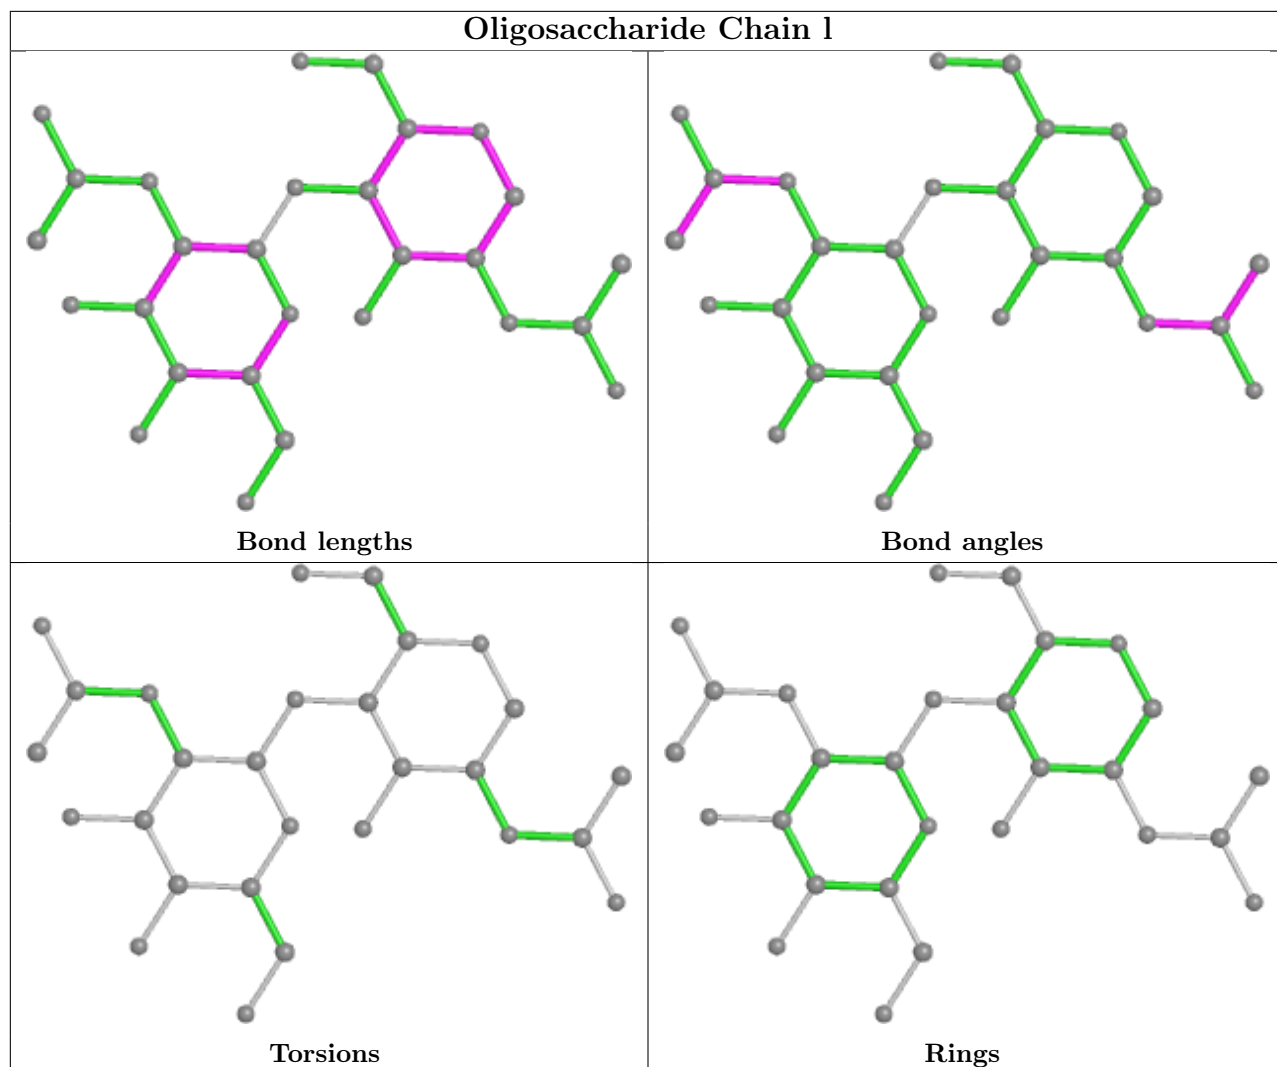 Oligosaccharide Chain l
Bond lengths
Bond angles
Torsions
Rings